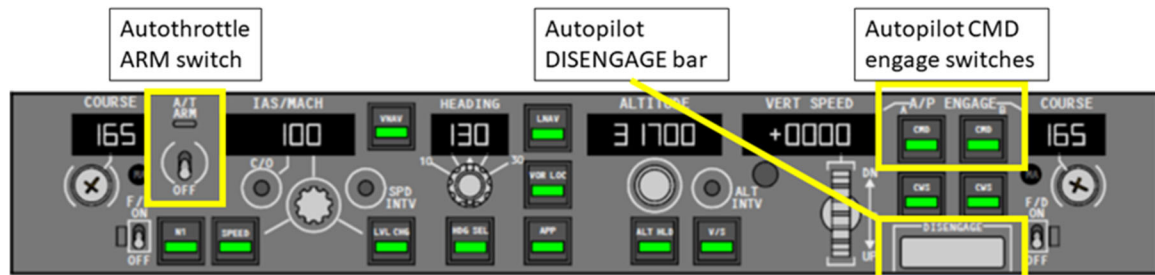 Autothrottle
ARM switch
Autopilot
DISENGAGE bar
Autopilot CMD
engage switches
COURSE
A/T
ARM
IAS/MACH
HEADING
ALTITUDE
VERT SPEED
A/P ENGAGE
A
B
COURSE
165
100
VNAV
130
LNAV
31700
+0000
CMD
CMD
165
OFF
C/O
10
30
VOR LOC
DN
MA
SPD
INTV
ALT
INTV
CWS
CWS
MA
F/D
ON
OFF
N1
SPEED
LVL CHG
HDG SEL
APP
ALT HLD
V/S
UP
DISENGAGE
F/D
ON
OFF